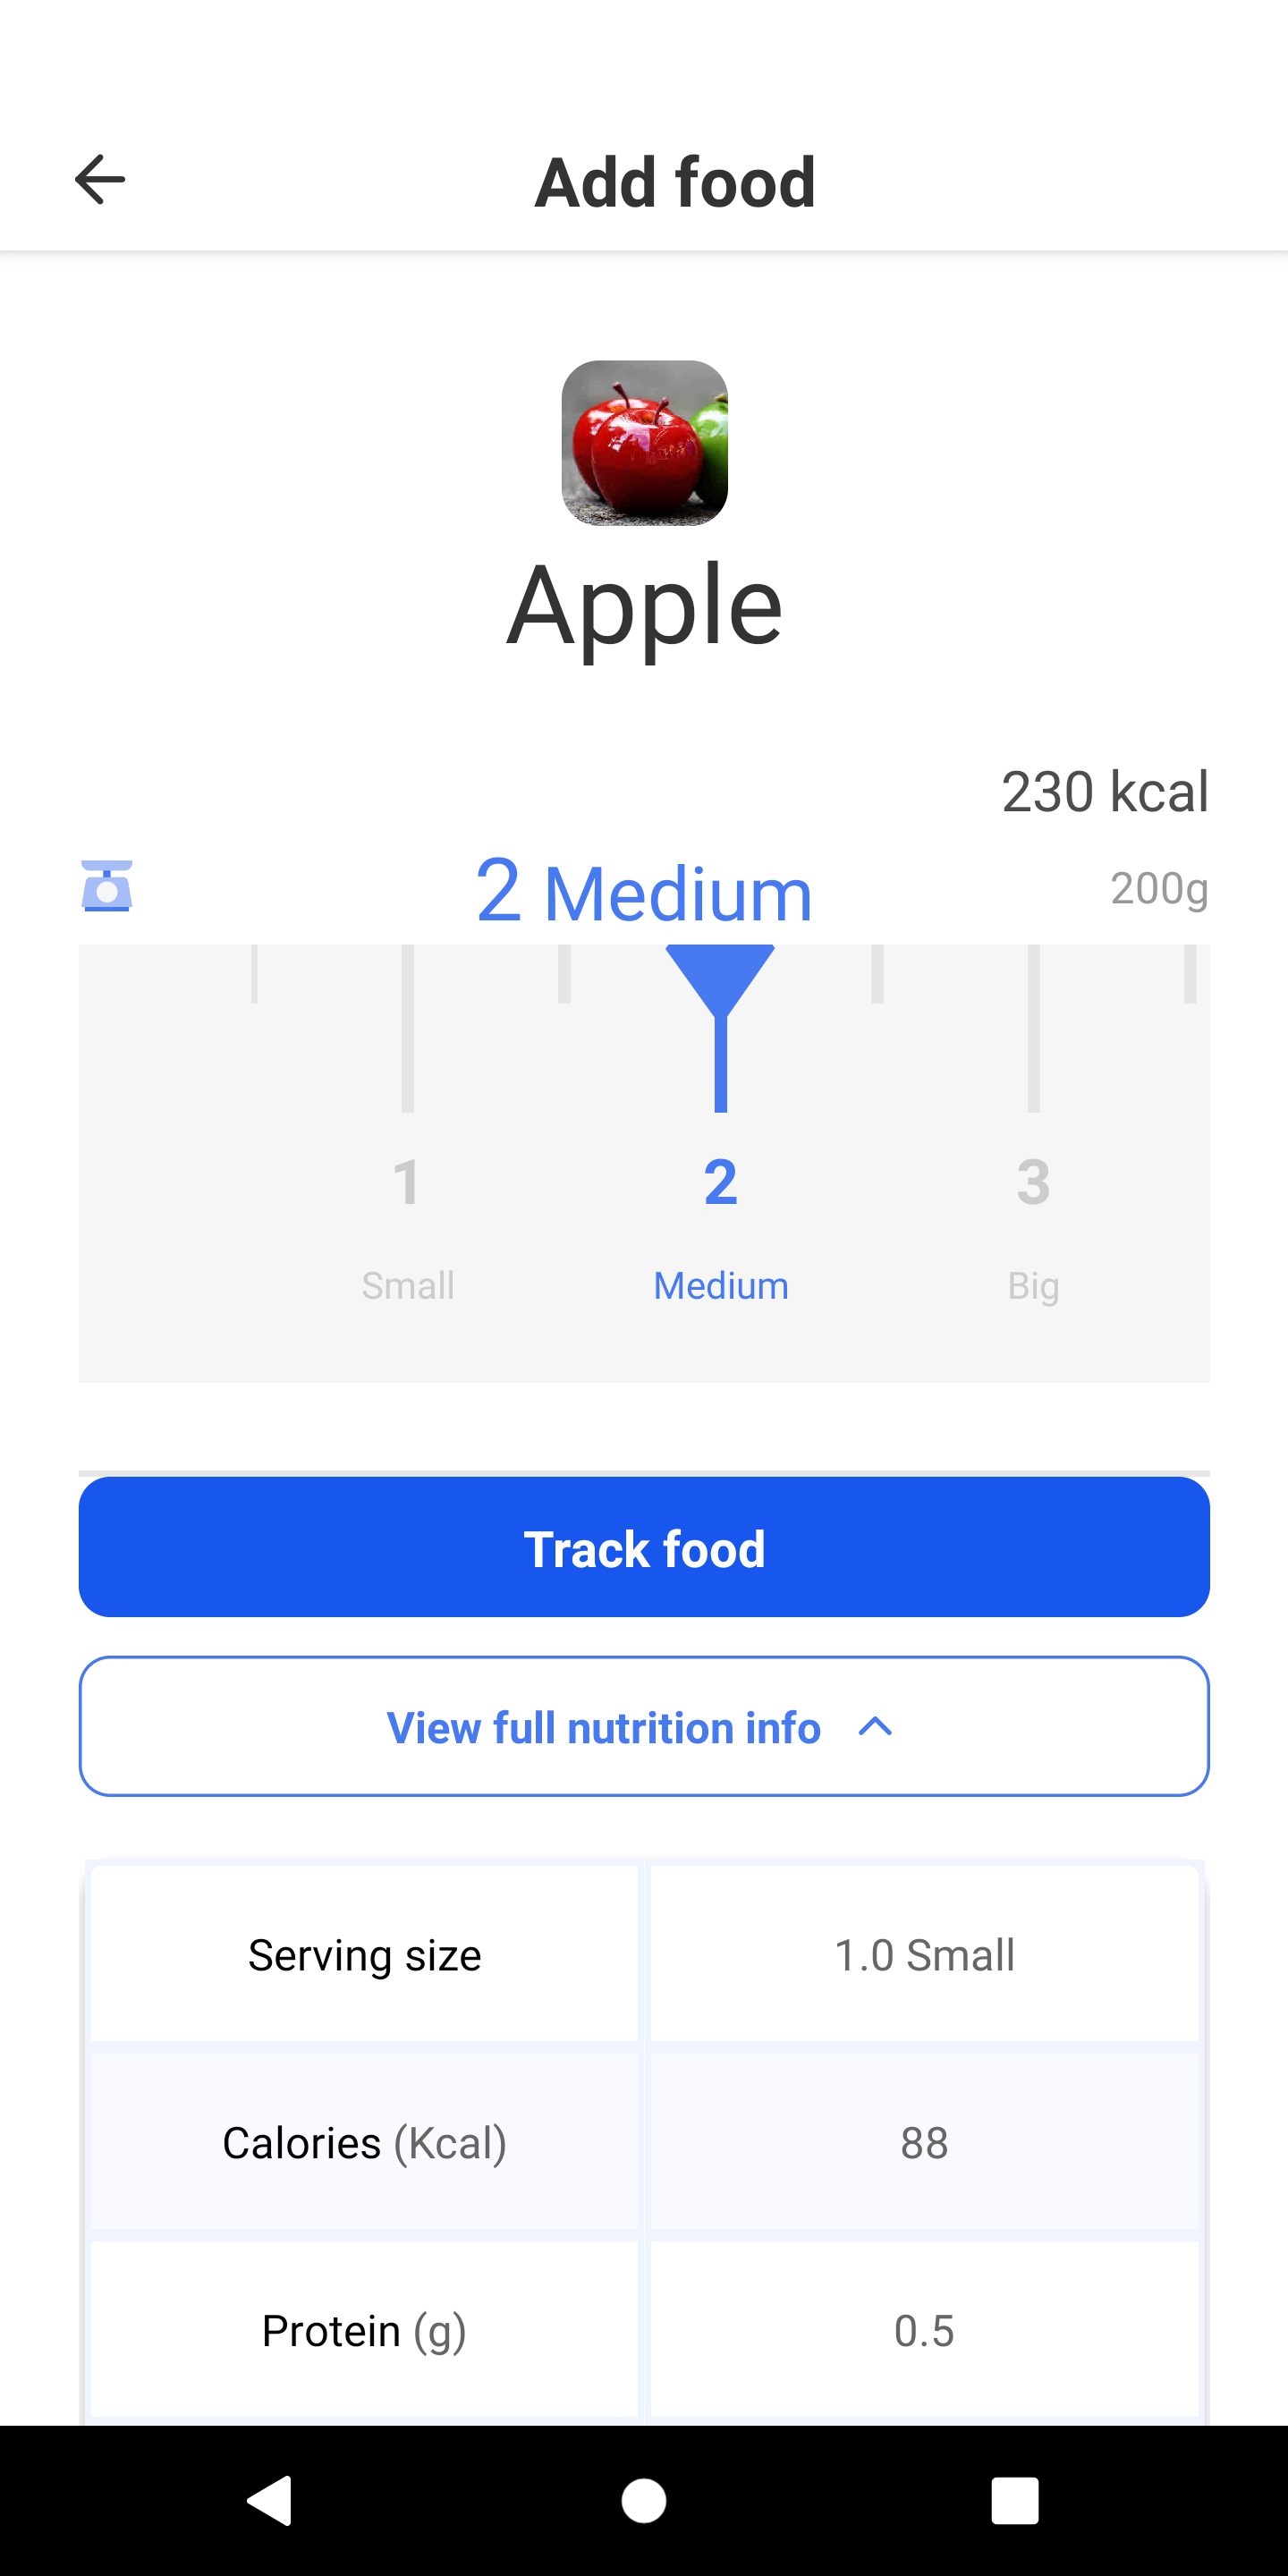 Add food
Apple
230 kcal
2 Medium
200g
1
2
3
Small
Medium
Big
Track food
View full nutrition info
Serving size
1.0 Small
Calories (Kcal)
88
Protein (g)
0.5